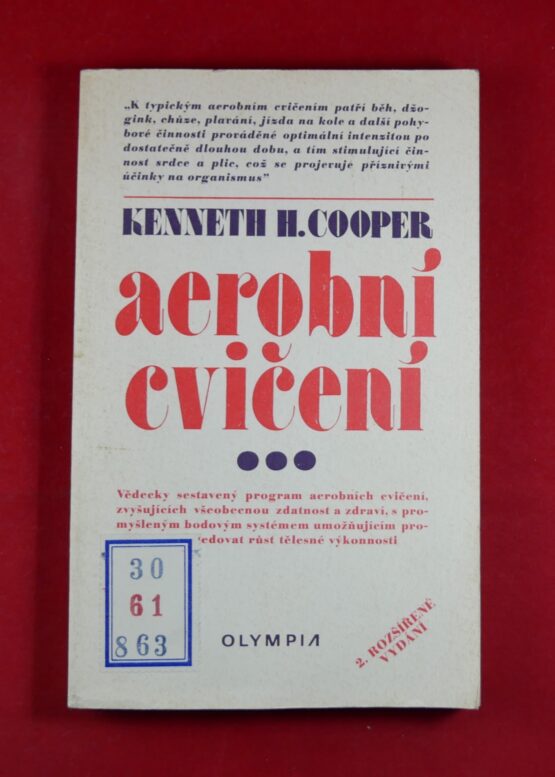 „K typickým aerobním cvičením patří běh, džo-
gink, chůze, plavání, jízda na kole a další pohy-
bové činnosti prováděné optimální intenzitou po
dostatečně dlouhou dobu, a tím stimulující čin-
nost srdce a plic, což se projevuje příznivými
účinky na organismus”
KENNETH H. COOPER
aerobní
cvičení
Vědecky sestavený program aerobních cvičení,
zvyšujících všeobecnou zdatnost a zdraví, s pro-
myšleným bodovým systémem umožňujícím pro-
růst tělesné výkonnosti
30
61
863
OLYMPIA
2. ROZŠÍŘENÉ
VYDÁNÍ